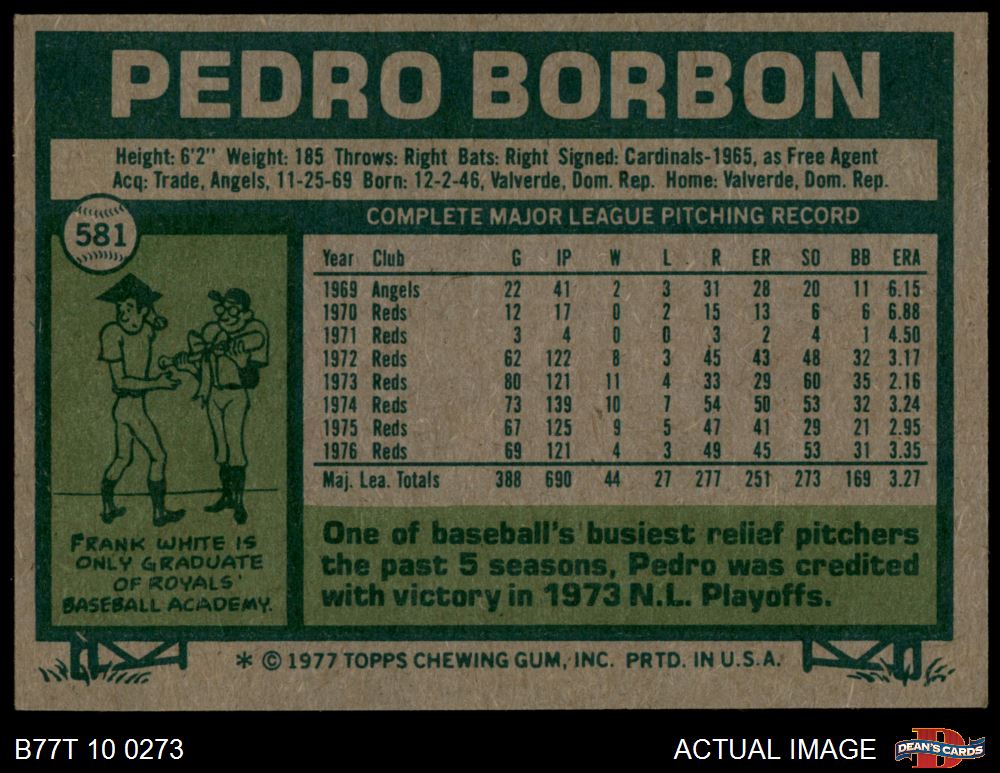 PEDRO BORBON
Height: 6'2" Weight: 185 Throws: Right Bats: Right Signed: Cardinals-1965, as Free Agent
Acq: Trade, Angels, 11-25-69 Born: 12-2-46, Valverde, Dom. Rep. Home: Valverde, Dom. Rep.
581
COMPLETE MAJOR LEAGUE PITCHING RECORD
Year Club G IP W L R ER SO BB ERA
1969 Angels 22 41 2 3 31 28 20 11 6.15
1970 Reds 12 17 0 2 15 13 6 6 6.88
1971 Reds 3 4 0 0 3 2 4 1 4.50
1972 Reds 62 122 8 3 45 43 48 32 3.17
1973 Reds 80 121 11 4 33 29 60 35 2.16
1974 Reds 73 139 10 7 54 50 53 32 3.24
1975 Reds 67 125 9 5 47 41 29 21 2.95
1976 Reds 69 121 4 3 49 45 53 31 3.35
Maj. Lea. Totals 388 690 44 27 277 251 273 169 3.27
FRANK WHITE IS
ONLY GRADUATE
OF ROYALS'
BASEBALL ACADEMY.
One of baseball's busiest relief pitchers
the past 5 seasons, Pedro was credited
with victory in 1973 N.L. Playoffs.
* © 1977 TOPPS CHEWING GUM, INC. PRTD. IN U.S.A.
B77T 10 0273
ACTUAL IMAGE
D
DEAN'S CARDS